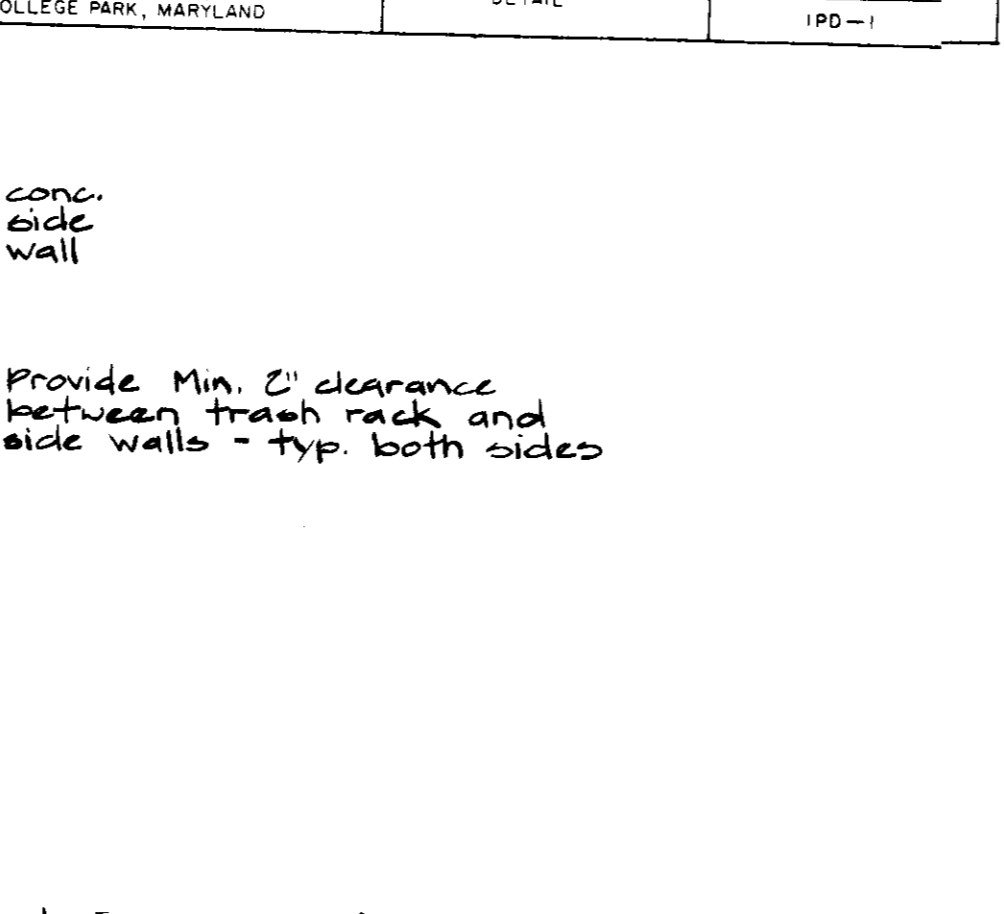 OLLEGE PARK, MARYLAND
DETAIL
IPD-1
conc.
side
wall
Provide Min. 2" clearance
between trash rack and
side walls - typ. both sides